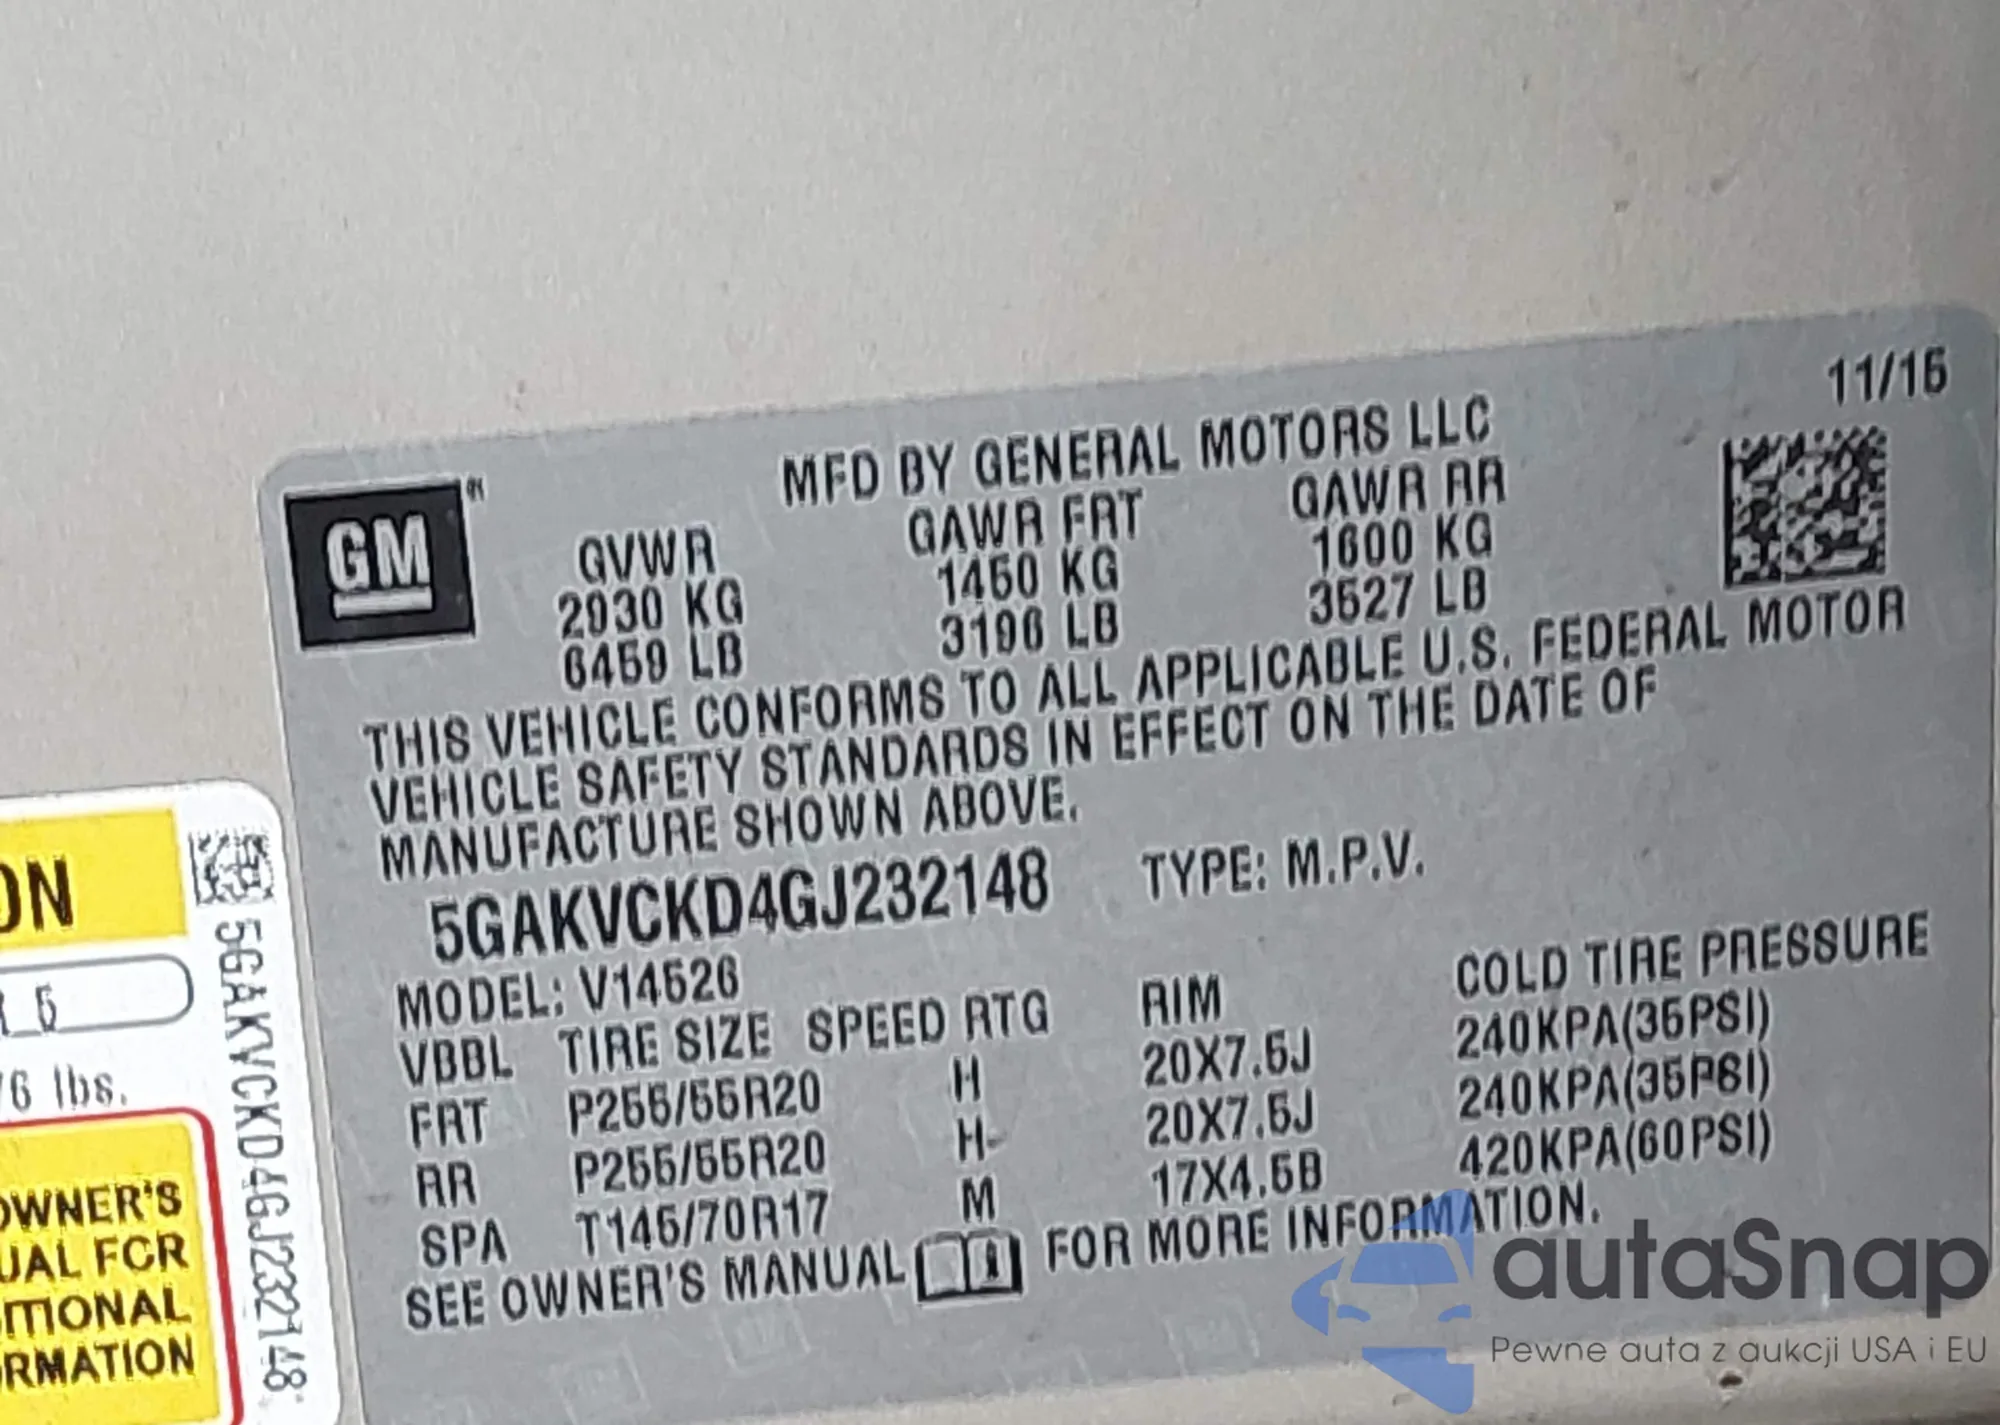 11/15
MFD BY GENERAL MOTORS LLC
GM
GVWR GAWR FRT GAWR RR
2930 KG 1450 KG 1600 KG
6459 LB 3196 LB 3527 LB
THIS VEHICLE CONFORMS TO ALL APPLICABLE U.S. FEDERAL MOTOR
VEHICLE SAFETY STANDARDS IN EFFECT ON THE DATE OF
MANUFACTURE SHOWN ABOVE.
5GAKVCKD4GJ232148 TYPE: M.P.V.
MODEL: V14526
VBBL TIRE SIZE SPEED RTG RIM COLD TIRE PRESSURE
FRT P255/55R20 H 20X7.5J 240KPA(35PSI)
RR P255/55R20 H 20X7.5J 240KPA(35PSI)
SPA T145/70R17 M 17X4.5B 420KPA(60PSI)
SEE OWNER'S MANUAL FOR MORE INFORMATION.
ON
5
6 lbs.
OWNER'S
UAL FOR
ITIONAL
RMATION
5GAKVCKD4GJ232148
autaSnap
Pewne auta z aukcji USA i EU